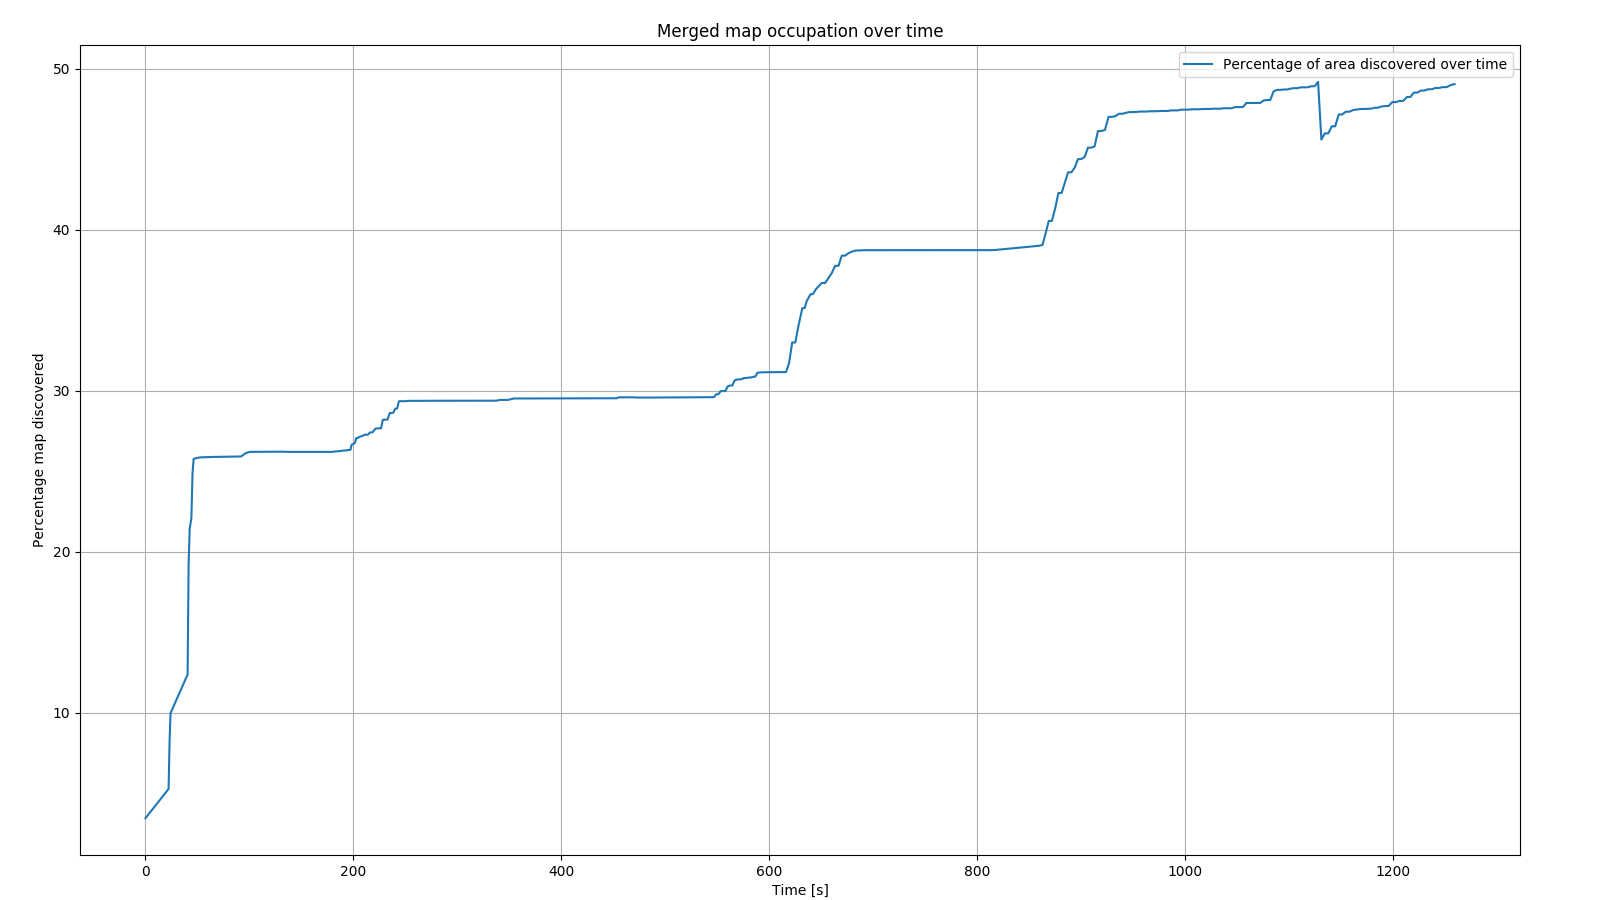 Merged map occupation over time
Percentage of area discovered over time
50
40
30
20
10
Percentage map discovered
0 200 400 600 800 1000 1200
Time [s]